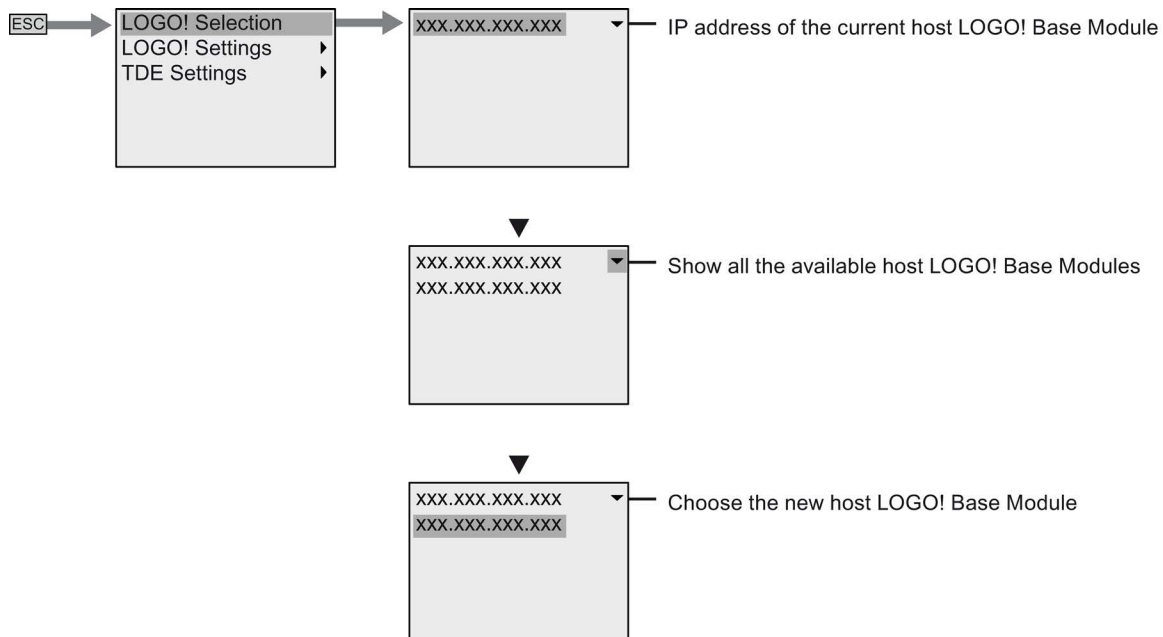 ESC
LOGO! Selection
LOGO! Settings
TDE Settings
xxx.xxx.xxx.xxx
IP address of the current host LOGO! Base Module
xxx.xxx.xxx.xxx
xxx.xxx.xxx.xxx
Show all the available host LOGO! Base Modules
xxx.xxx.xxx.xxx
xxx.xxx.xxx.xxx
Choose the new host LOGO! Base Module